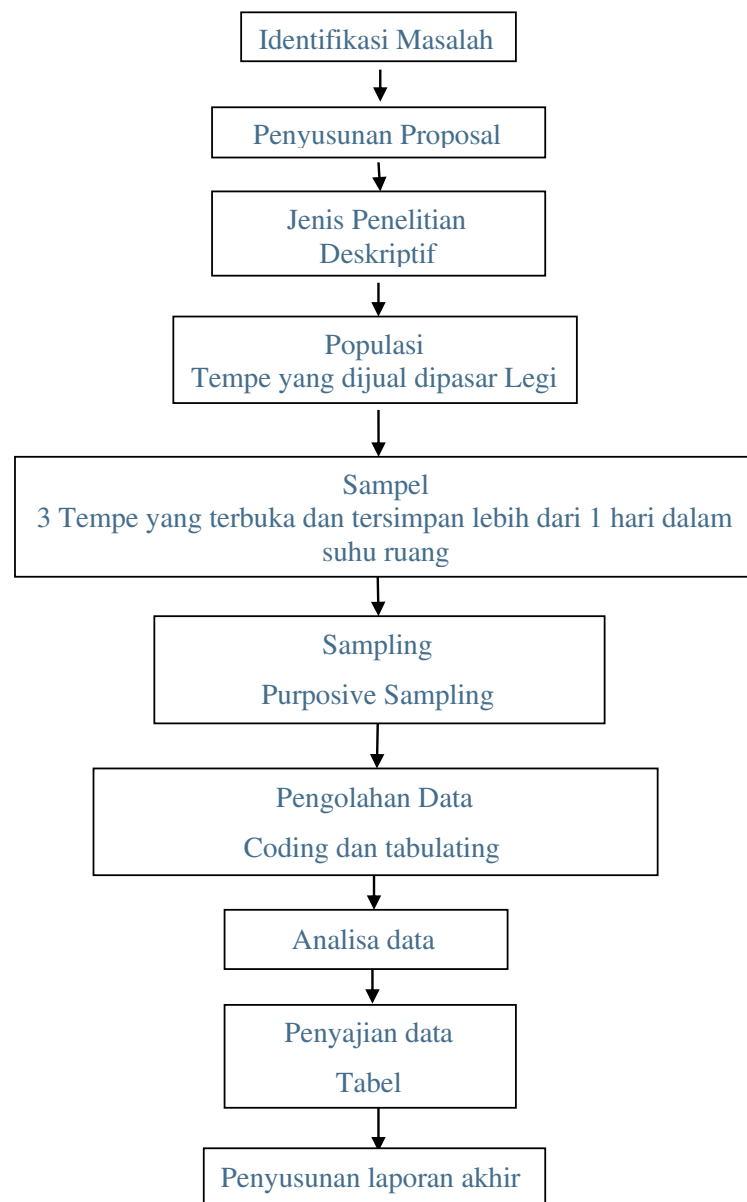 Identifikasi Masalah
Penyusunan Proposal
Jenis Penelitian
Deskriptif
Populasi
Tempe yang dijual dipasar Legi
Sampel
3 Tempe yang terbuka dan tersimpan lebih dari 1 hari dalam
suhu ruang
Sampling
Purposive Sampling
Pengolahan Data
Coding dan tabulating
Analisa data
Penyajian data
Tabel
Penyusunan laporan akhir